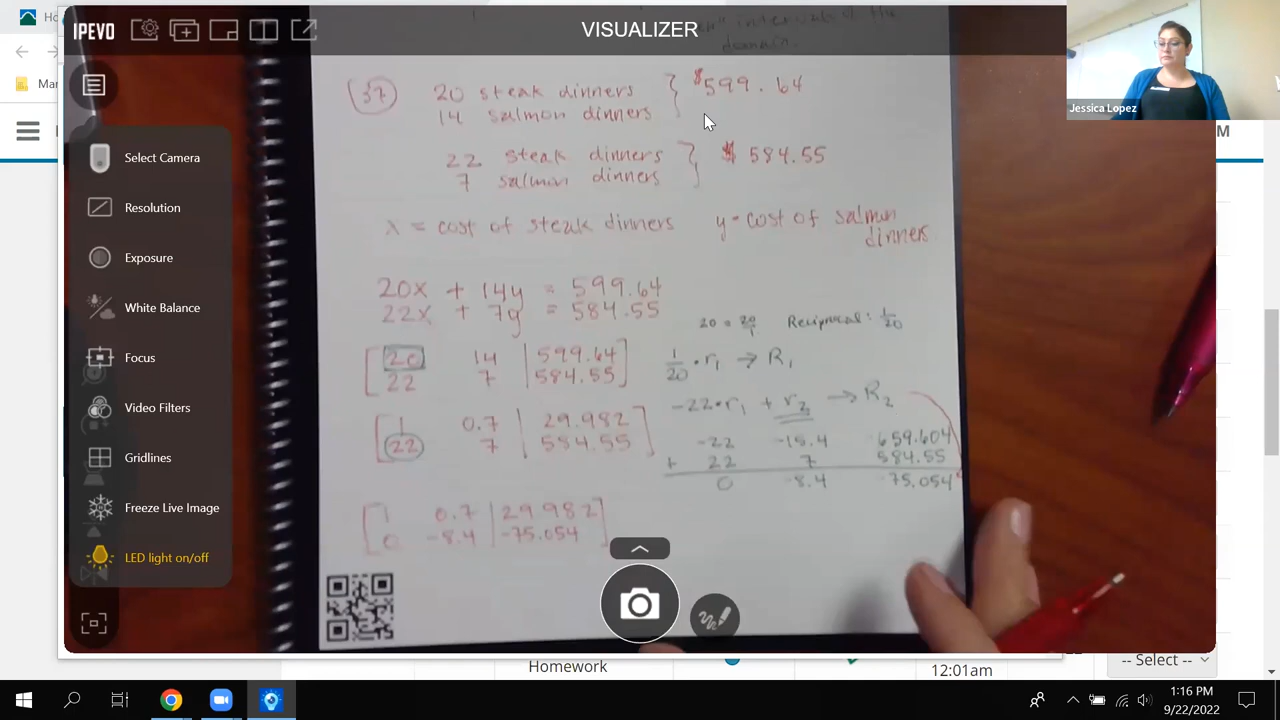 IPEVO
VISUALIZER
Jessica Lopez
Select Camera
Resolution
Exposure
White Balance
Focus
Video Filters
Gridlines
Freeze Live Image
LED light on/off
37 20 steak dinners } $599.64
14 salmon dinners
22 steak dinners } $584.55
7 salmon dinners
x = cost of steak dinners y = cost of salmon
dinners.
20x + 14y = 599.64
22x + 7y = 584.55
20 = 20/1 Reciprocal: 1/20
[ 20 14 | 599.64 ]
22 7 | 584.55
1/20 · r1 → R1
-22·r1 + r2 → R2
[ 1 0.7 | 29.982 ]
22 7 | 584.55
-22 -15.4 -659.604
+ 22 7 584.55
0 -8.4 -75.054
[ 1 0.7 | 29.982 ]
0 -8.4 | -75.054
Homework
12:01am
-- Select --
1:16 PM
9/22/2022